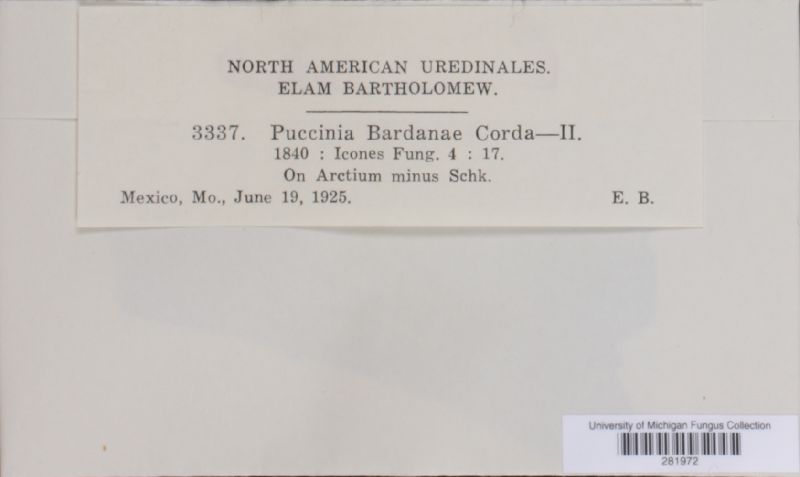 NORTH AMERICAN UREDINALES.
ELAM BARTHOLOMEW.
3337. Puccinia Bardanae Corda—II.
1840 : Icones Fung. 4 : 17.
On Arctium minus Schk.
Mexico, Mo., June 19, 1925. E. B.
University of Michigan Fungus Collection
281972